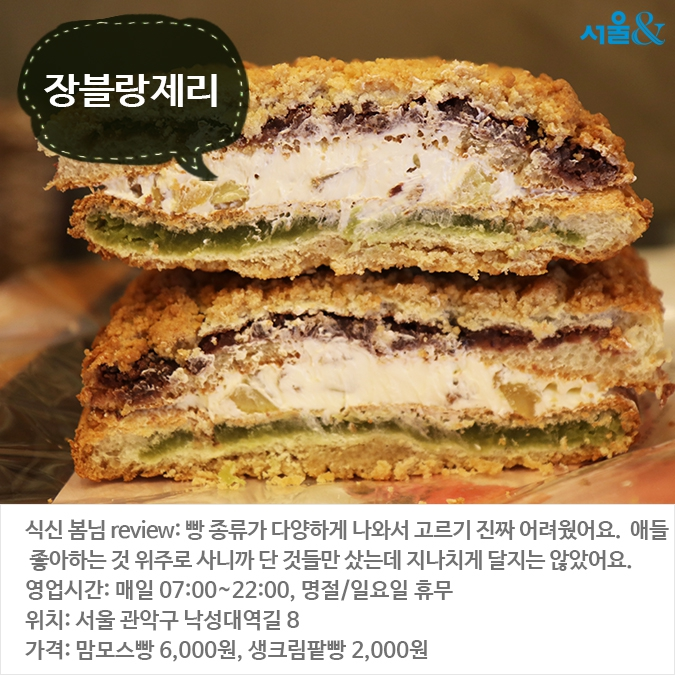 서울&
장블랑제리
식신 봄님 review: 빵 종류가 다양하게 나와서 고르기 진짜 어려웠어요. 애들
좋아하는 것 위주로 사니까 단 것들만 샀는데 지나치게 달지는 않았어요.
영업시간: 매일 07:00~22:00, 명절/일요일 휴무
위치: 서울 관악구 낙성대역길 8
가격: 맘모스빵 6,000원, 생크림팥빵 2,000원